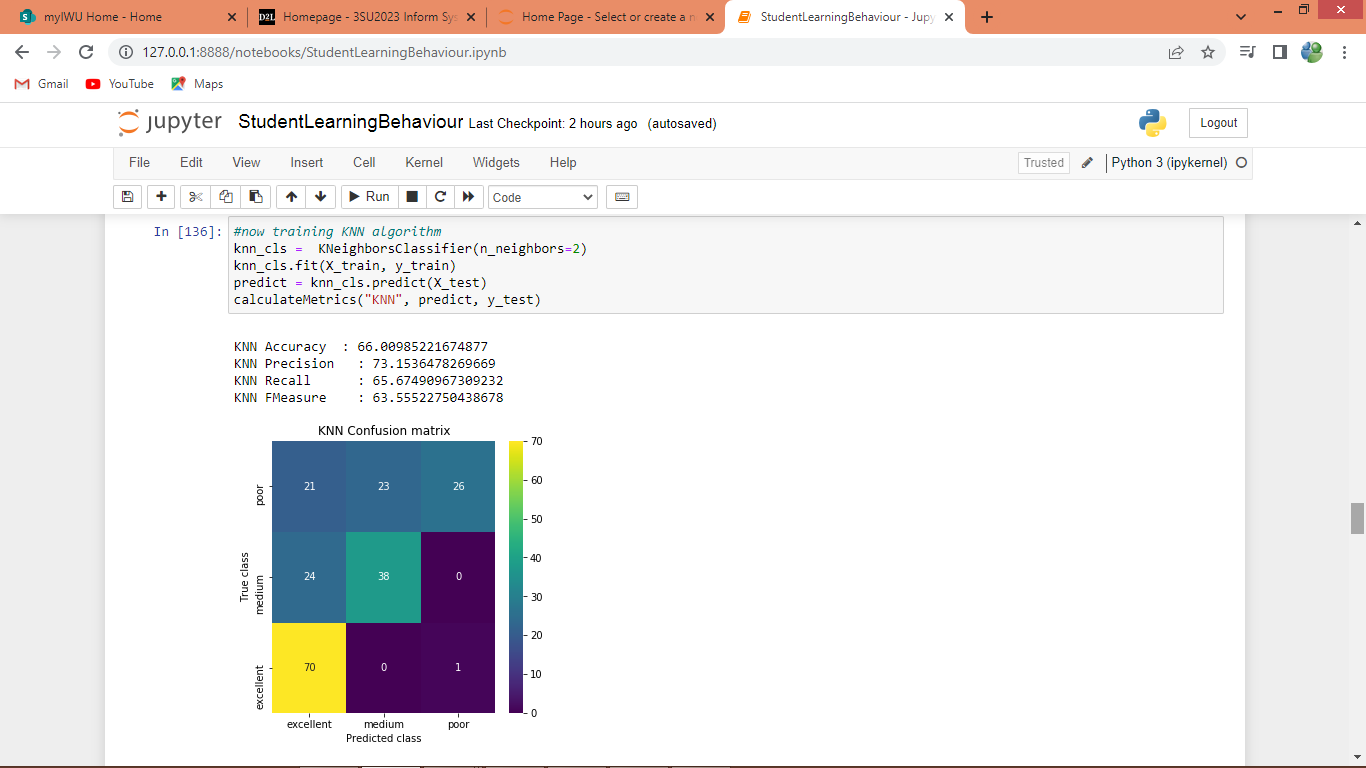 myIWU Home - Home
D2L Homepage - 3SU2023 Inform Sys
Home Page - Select or create a n
StudentLearningBehaviour - Jupy
127.0.0.1:8888/notebooks/StudentLearningBehaviour.ipynb
Gmail YouTube Maps
jupyter StudentLearningBehaviour Last Checkpoint: 2 hours ago (autosaved)
Logout
File Edit View Insert Cell Kernel Widgets Help
Trusted Python 3 (ipykernel)
Run Code
In [136]: #now training KNN algorithm
knn_cls = KNeighborsClassifier(n_neighbors=2)
knn_cls.fit(X_train, y_train)
predict = knn_cls.predict(X_test)
calculateMetrics("KNN", predict, y_test)
KNN Accuracy : 66.00985221674877
KNN Precision : 73.1536478269669
KNN Recall : 65.67490967309232
KNN FMeasure : 63.55522750438678
KNN Confusion matrix
True class
poor
21 23 26
medium
24 38 0
excellent
70 0 1
excellent medium poor
Predicted class
70
60
50
40
30
20
10
0